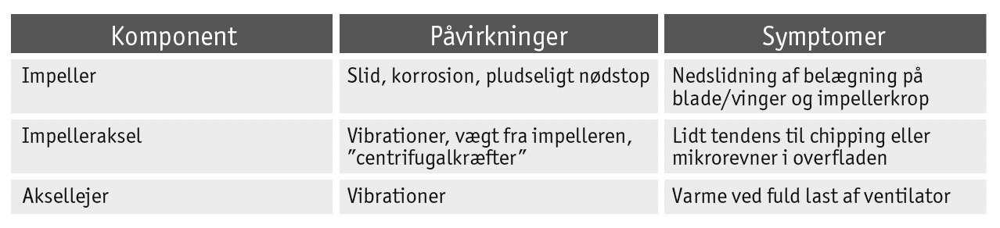 Komponent Påvirkninger Symptomer
Impeller Slid, korrosion, pludseligt nødstop Nedslidning af belægning på
blade/vinger og impellerkrop
Impelleraksel Vibrationer, vægt fra impelleren, Lidt tendens til chipping eller
”centrifugalkræfter” mikrorevner i overfladen
Aksellejer Vibrationer Varme ved fuld last af ventilator